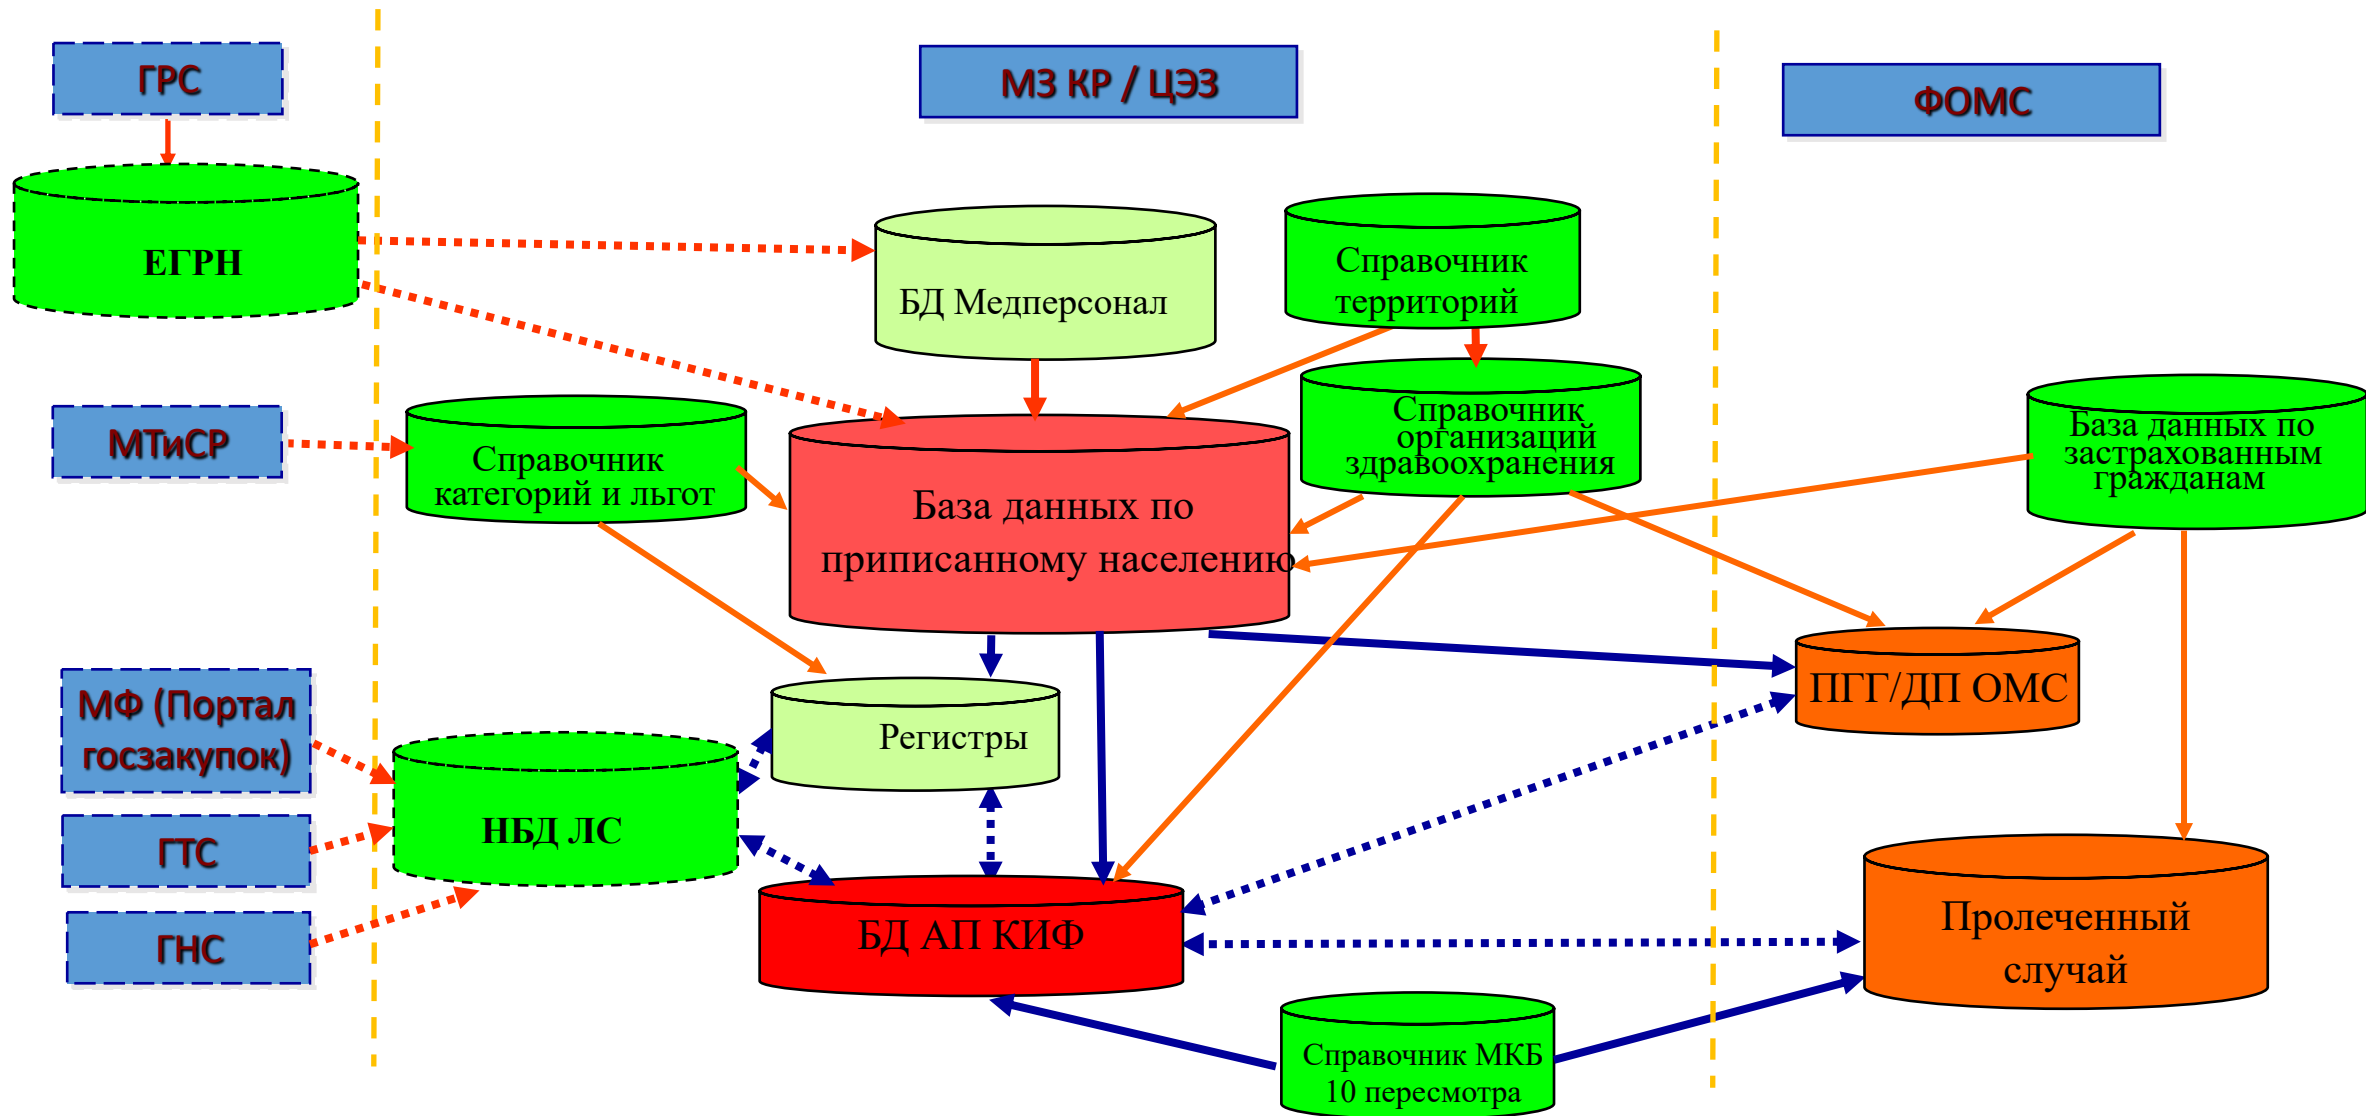 ГРС
МЗ КР / ЦЭЗ
ФОМС
ЕГРН
БД Медперсонал
Справочник
территорий
МТиСР
Справочник
категорий и льгот
База данных по
приписанному населению
Справочник
организаций
здравоохранения
База данных по
застрахованным
гражданам
МФ (Портал
госзакупок)
ГТС
ГНС
НБД ЛС
Регистры
ПГГ/ДП ОМС
БД АП КИФ
Пролеченный
случай
Справочник МКБ
10 пересмотра